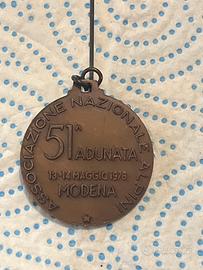 ASSOCIAZIONE NAZIONALE ALPINI
51ª ADUNATA
13-14 MAGGIO 1978
MODENA